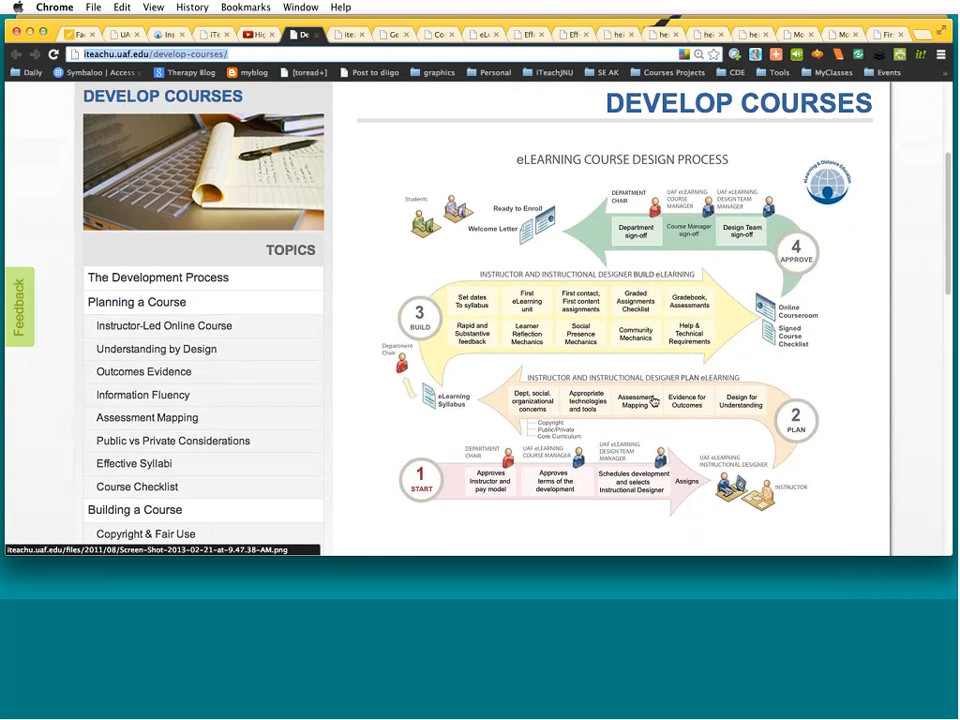 Chrome File Edit View History Bookmarks Window Help
iteachu.uaf.edu/develop-courses/
Daily Symbaloo | Access Therapy Blog myblog [toread+] Post to diigo graphics Personal ITeachJNU SE AK Courses Projects CDE Tools MyClasses Events
DEVELOP COURSES
TOPICS
The Development Process
Planning a Course
Instructor-Led Online Course
Understanding by Design
Outcomes Evidence
Information Fluency
Assessment Mapping
Public vs Private Considerations
Effective Syllabi
Course Checklist
Building a Course
Copyright & Fair Use
Feedback
iteachu.uaf.edu/files/2011/08/Screen-Shot-2013-02-21-at-9.47.38-AM.png
DEVELOP COURSES
eLEARNING COURSE DESIGN PROCESS
eLearning & Distance Education
Students
Ready to Enroll
Welcome Letter
DEPARTMENT CHAIR
UAF eLEARNING COURSE MANAGER
UAF eLEARNING DESIGN TEAM MANAGER
Department sign-off
Course Manager sign-off
Design Team sign-off
4 APPROVE
INSTRUCTOR AND INSTRUCTIONAL DESIGNER BUILD eLEARNING
3 BUILD
Set dates To syllabus
First eLearning unit
First contact, First content assignments
Graded Assignments Checklist
Gradebook, Assessments
Rapid and Substantive feedback
Learner Reflection Mechanics
Social Presence Mechanics
Community Mechanics
Help & Technical Requirements
Online Courseroom
Signed Course Checklist
Department Chair
eLearning Syllabus
INSTRUCTOR AND INSTRUCTIONAL DESIGNER PLAN eLEARNING
Dept, social, organizational concerns
Appropriate technologies and tools
Assessment Mapping
Evidence for Outcomes
Design for Understanding
2 PLAN
Copyright
Public/Private
Core Curriculum
DEPARTMENT CHAIR
UAF eLEARNING COURSE MANAGER
UAF eLEARNING DESIGN TEAM MANAGER
UAF eLEARNING INSTRUCTIONAL DESIGNER
1 START
Approves Instructor and pay model
Approves terms of the development
Schedules development and selects Instructional Designer
Assigns
INSTRUCTOR